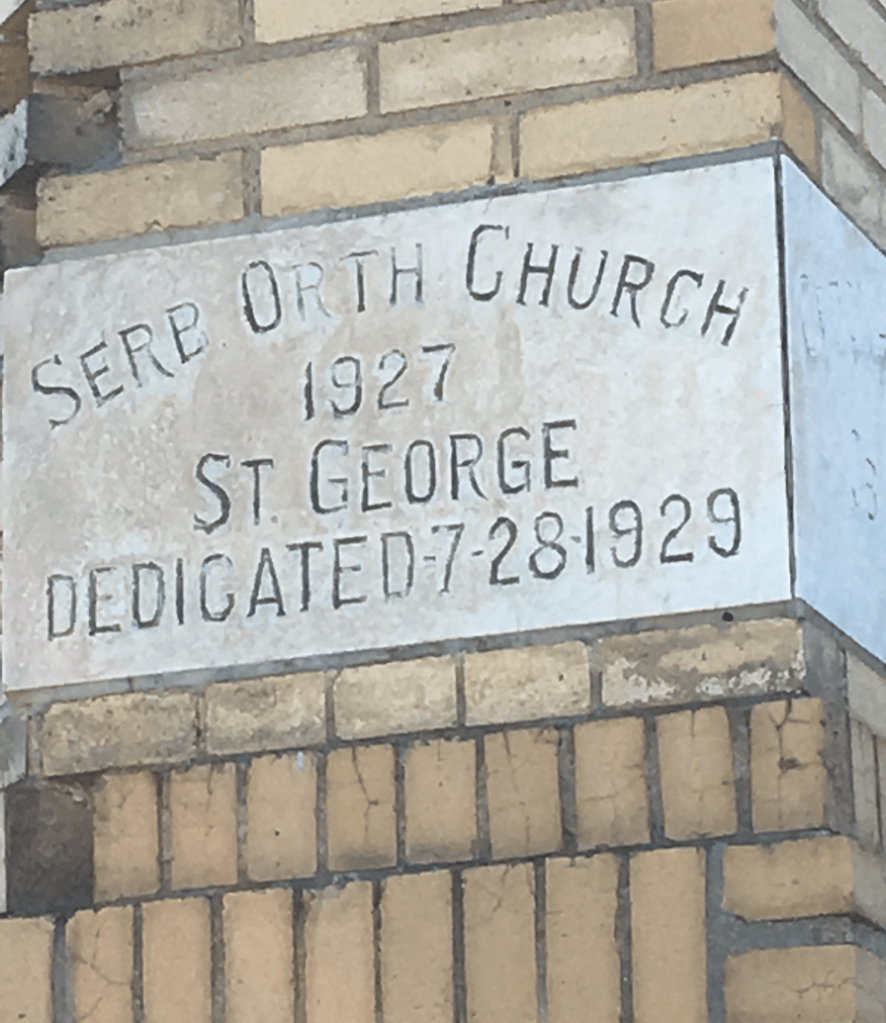 SERB. ORTH CHURCH
1927
ST. GEORGE
DEDICATED-7-28-1929